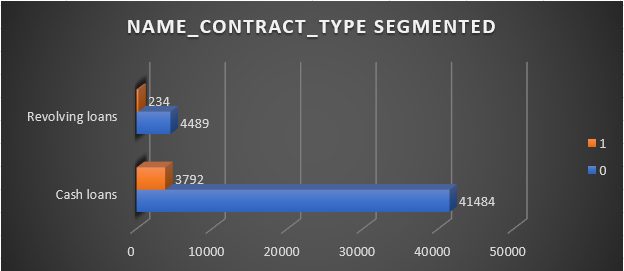 NAME_CONTRACT_TYPE SEGMENTED
Revolving loans
234
4489
Cash loans
3792
41484
1
0
0 10000 20000 30000 40000 50000